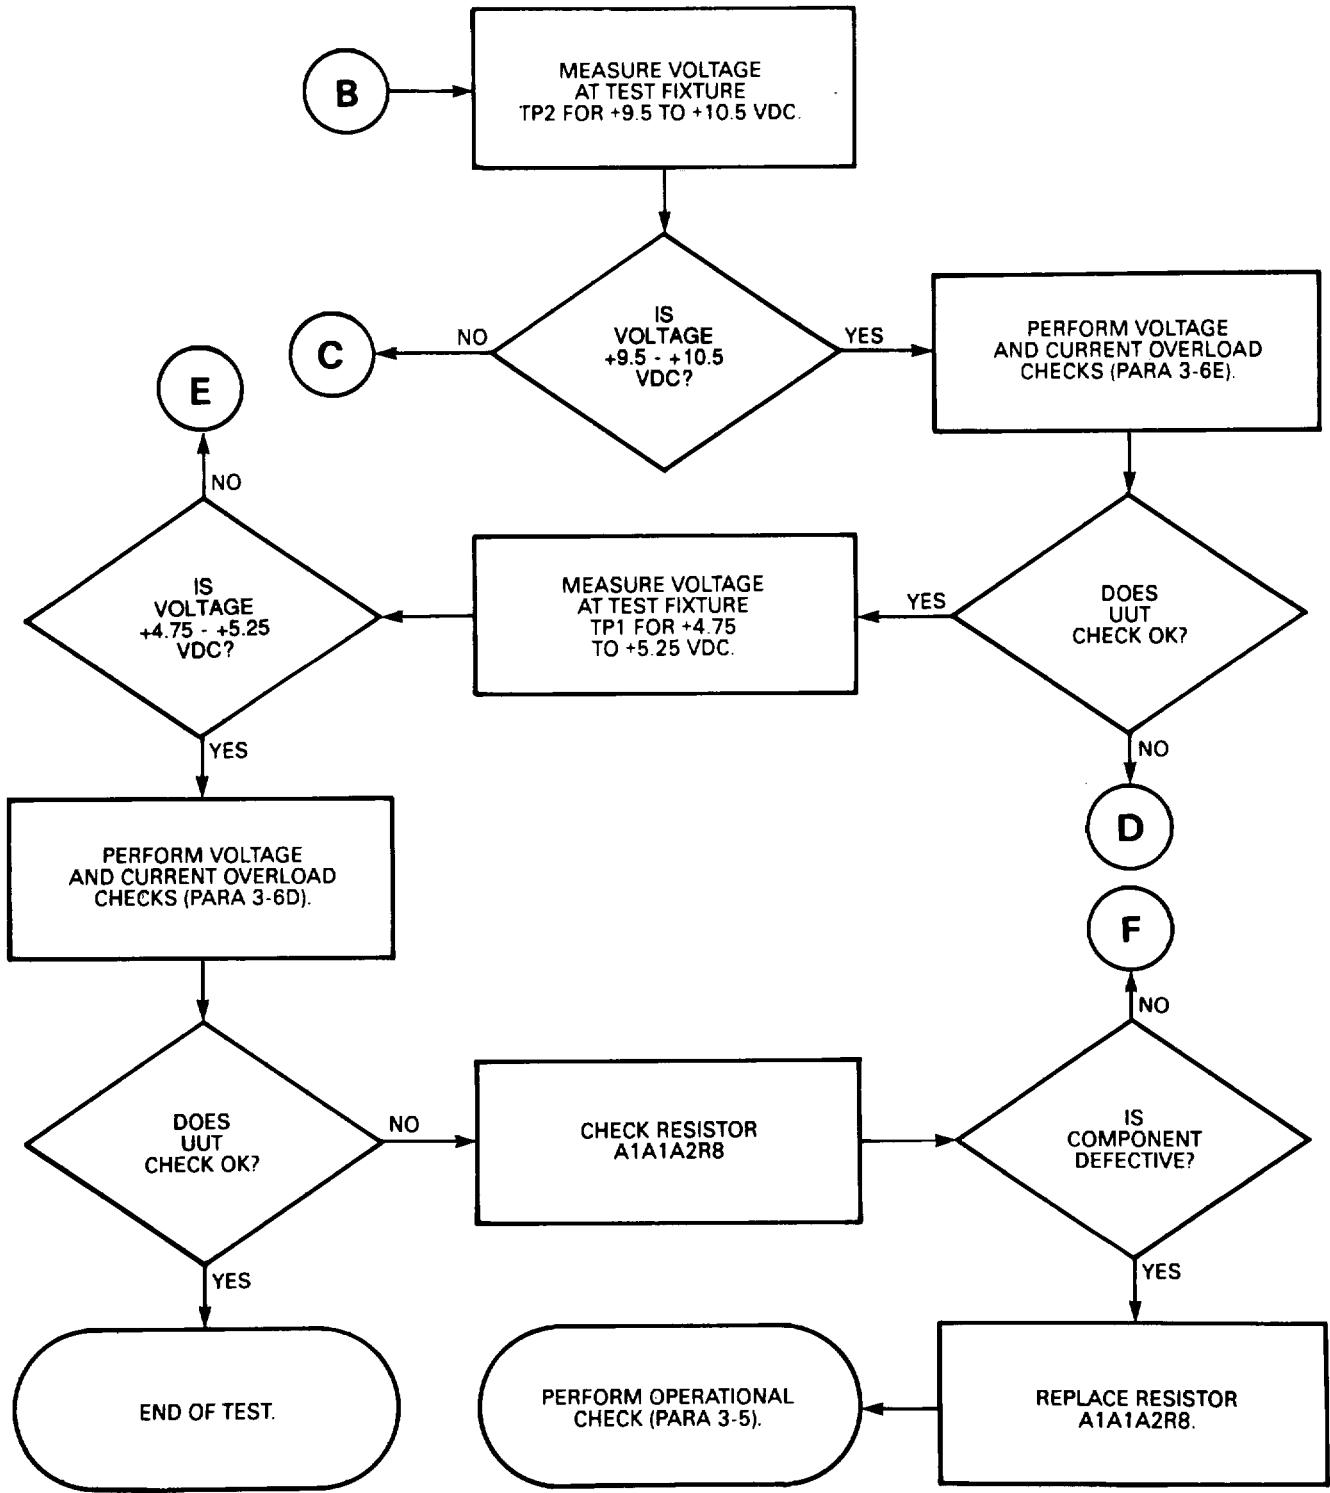 B
MEASURE VOLTAGE
AT TEST FIXTURE
TP2 FOR +9.5 TO +10.5 VDC.
IS
VOLTAGE
+9.5 - +10.5
VDC?
NO
C
YES
PERFORM VOLTAGE
AND CURRENT OVERLOAD
CHECKS (PARA 3-6E).
DOES
UUT
CHECK OK?
NO
D
YES
MEASURE VOLTAGE
AT TEST FIXTURE
TP1 FOR +4.75
TO +5.25 VDC.
IS
VOLTAGE
+4.75 - +5.25
VDC?
NO
E
YES
PERFORM VOLTAGE
AND CURRENT OVERLOAD
CHECKS (PARA 3-6D).
DOES
UUT
CHECK OK?
YES
END OF TEST.
NO
CHECK RESISTOR
A1A1A2R8
IS
COMPONENT
DEFECTIVE?
NO
F
YES
REPLACE RESISTOR
A1A1A2R8.
PERFORM OPERATIONAL
CHECK (PARA 3-5).